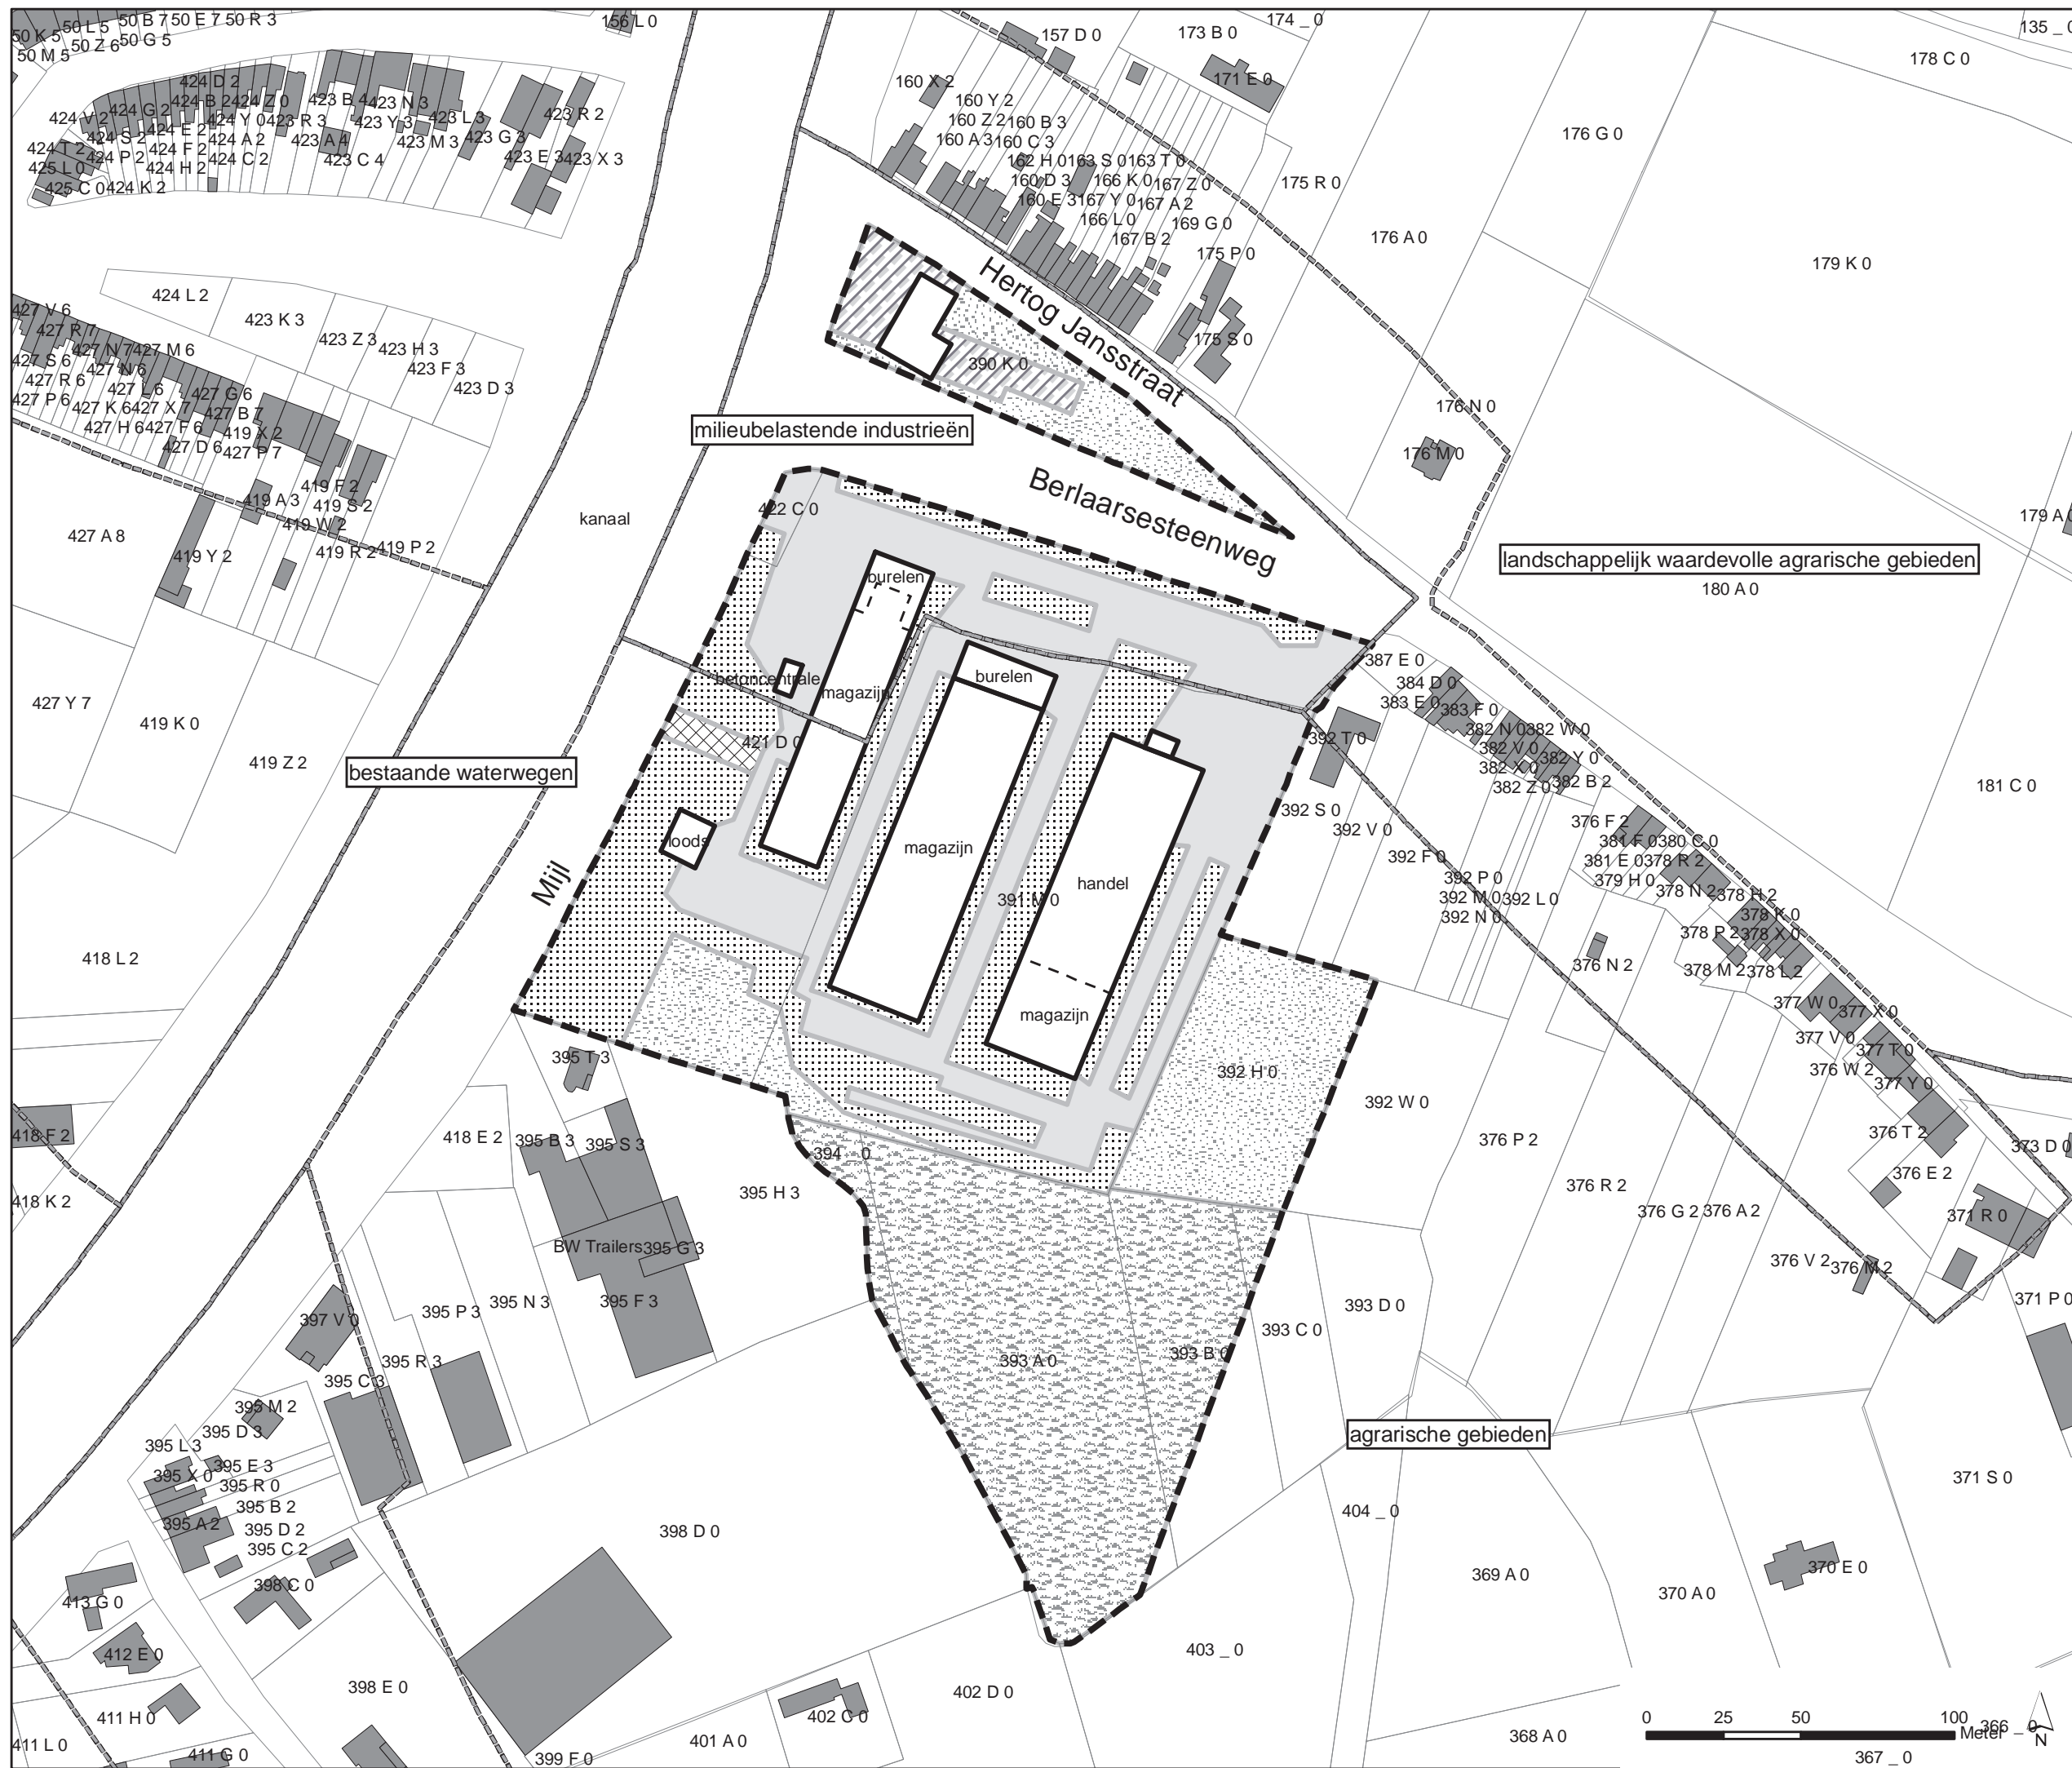 50 K 5
50 L 5
50 B 7
50 E 7
50 R 3
50 Z 6
50 G 5
50 M 5
156 L 0
157 D 0
173 B 0
174 _ 0
178 C 0
424 D 2
424 G 2
424 B 2
424 Z 0
423 B 4
423 N 3
423 R 2
424 V 2
424 S 2
424 E 2
424 Y 0
423 R 3
423 Y 3
423 L 3
424 T 2
424 P 2
424 F 2
424 A 2
423 A 4
423 M 3
423 G 3
425 L 0
424 H 2
424 C 2
423 C 4
423 E 3
423 X 3
425 C 0
424 K 2
160 X 2
171 E 0
160 Y 2
160 Z 2
160 B 3
160 A 3
160 C 3
162 H 0
163 S 0
163 T 0
160 D 3
166 K 0
167 Z 0
160 E 3
167 Y 0
167 A 2
166 L 0
169 G 0
167 B 2
175 R 0
176 G 0
176 A 0
175 P 0
179 K 0
175 S 0
Hertog Jansstraat
390 K 0
424 L 2
423 K 3
423 Z 3
423 H 3
423 F 3
423 D 3
427 V 6
427 R 7
427 N 7
427 M 6
427 S 6
427 N 6
427 R 6
427 L 6
427 G 6
427 P 6
427 K 6
427 X 7
427 B 7
427 H 6
427 F 6
419 X 2
427 D 6
427 P 7
milieubelastende industrieën
176 N 0
176 M 0
419 F 2
419 A 3
419 S 2
419 W 2
427 A 8
419 Y 2
419 R 2
419 P 2
kanaal
422 C 0
Berlaarsesteenweg
landschappelijk waardevolle agrarische gebieden
180 A 0
burelen
betoncentrale
magazijn
burelen
387 E 0
384 D 0
383 E 0
383 F 0
382 N 0
382 W 0
382 V 0
382 Y 0
382 X 0
382 Z 0
382 B 2
427 Y 7
419 K 0
419 Z 2
bestaande waterwegen
421 D 0
392 T 0
392 S 0
392 V 0
392 F 0
392 P 0
392 M 0
392 L 0
392 N 0
181 C 0
376 F 2
381 F 0
380 C 0
381 E 0
378 R 2
379 H 0
378 N 2
378 H 2
378 K 0
378 P 2
378 X 0
378 M 2
378 L 2
376 N 2
loods
Mijl
magazijn
handel
391 M 0
magazijn
418 L 2
377 W 0
377 X 0
377 V 0
377 T 0
376 W 2
377 Y 0
395 T 3
392 H 0
392 W 0
376 P 2
376 T 2
376 E 2
373 D 0
418 F 2
418 E 2
395 B 3
395 S 3
394 _ 0
395 H 3
418 K 2
376 R 2
376 G 2
376 A 2
371 R 0
BW Trailers
395 G 3
376 V 2
376 M 2
371 P 0
397 V 0
395 P 3
395 N 3
395 F 3
393 D 0
393 C 0
393 A 0
393 B 0
395 R 3
395 C 3
395 M 2
395 D 3
395 L 3
agrarische gebieden
395 E 3
395 X 0
395 R 0
395 B 2
395 A 2
395 D 2
395 C 2
371 S 0
398 D 0
404 _ 0
398 C 0
413 G 0
369 A 0
370 A 0
370 E 0
412 E 0
403 _ 0
398 E 0
402 D 0
411 H 0
402 C 0
401 A 0
411 L 0
411 G 0
399 F 0
368 A 0
0 25 50 100
Meter
366 _ 0
N
367 _ 0